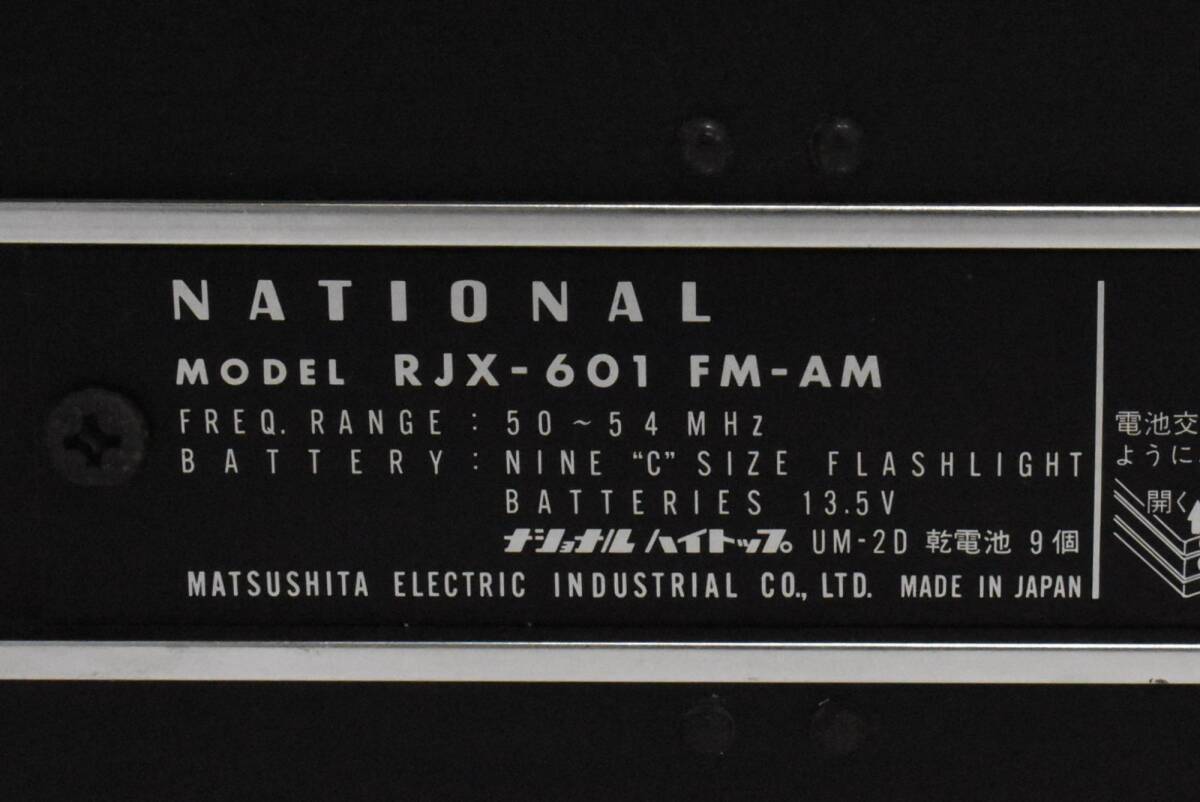 NATIONAL
MODEL RJX-601 FM-AM
FREQ. RANGE : 50 ~ 54 MHz
BATTERY : NINE "C" SIZE FLASHLIGHT
BATTERIES 13.5V
ナショナル ハイトップ。 UM-2D 乾電池 9個
MATSUSHITA ELECTRIC INDUSTRIAL CO., LTD. MADE IN JAPAN
電池交
ように
開く